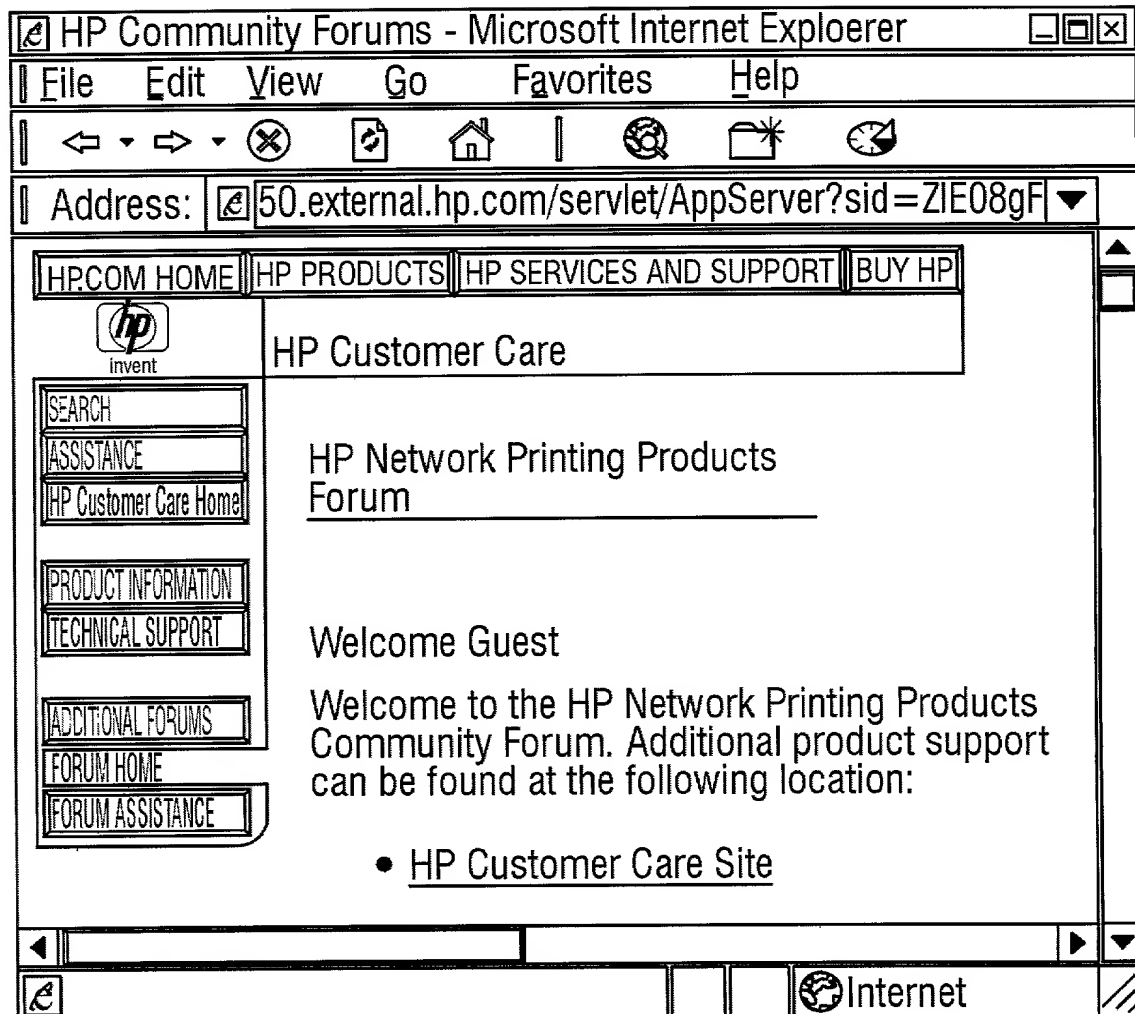 HP Community Forums - Microsoft Internet Exploerer
File Edit View Go Favorites Help
Address: 50.external.hp.com/servlet/AppServer?sid=ZIE08gF
HP.COM HOME HP PRODUCTS HP SERVICES AND SUPPORT BUY HP
hp
invent
HP Customer Care
SEARCH
ASSISTANCE
HP Customer Care Home
PRODUCT INFORMATION
TECHNICAL SUPPORT
ADDITIONAL FORUMS
FORUM HOME
FORUM ASSISTANCE
HP Network Printing Products
Forum
Welcome Guest
Welcome to the HP Network Printing Products
Community Forum. Additional product support
can be found at the following location:
• HP Customer Care Site
Internet